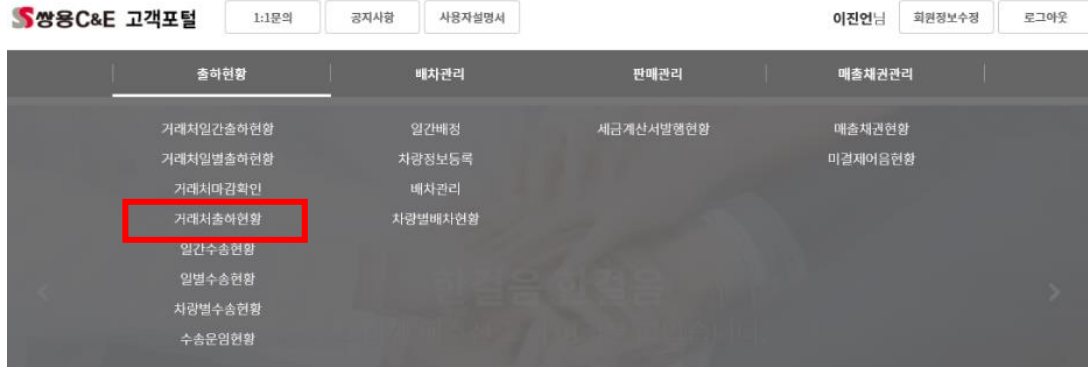 쌍용C&E 고객포털 1:1문의 공지사항 사용자설명서 이진언님 회원정보수정 로그아웃
출하현황 배차관리 판매관리 매출채권관리
거래처일간출하현황 일간배정 세금계산서발행현황 매출채권현황
거래처일별출하현황 차량정보등록 미결제어음현황
거래처마감확인 배차관리
거래처출하현황 차량별배차현황
일간수송현황
일별수송현황
한걸음 한걸음
차량별수송현황
수송운임현황